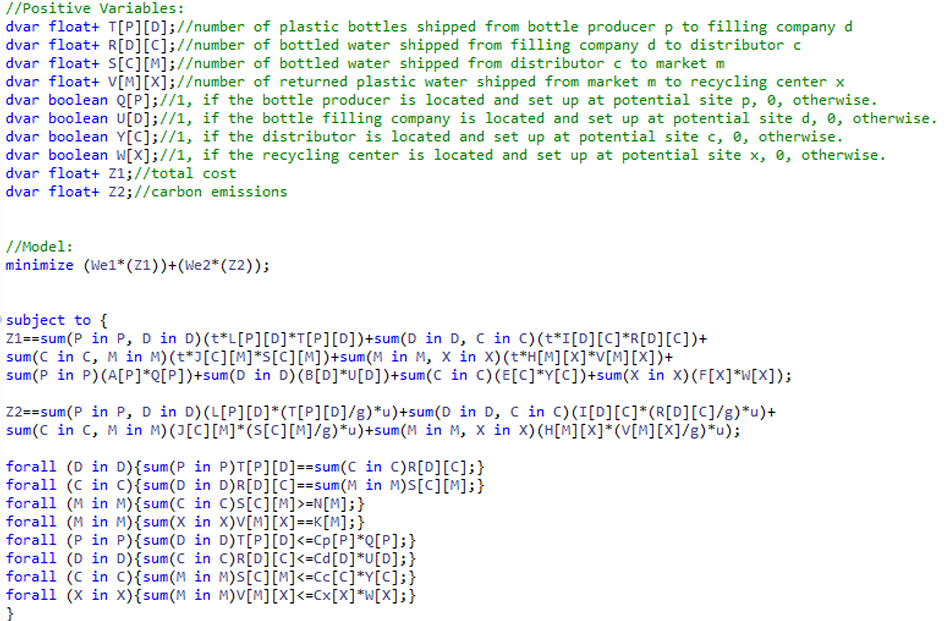 //Positive Variables:
dvar float+ T[P][D];//number of plastic bottles shipped from bottle producer p to filling company d
dvar float+ R[D][C];//number of bottled water shipped from filling company d to distributor c
dvar float+ S[C][M];//number of bottled water shipped from distributor c to market m
dvar float+ V[M][X];//number of returned plastic water shipped from market m to recycling center x
dvar boolean Q[P];//1, if the bottle producer is located and set up at potential site p, 0, otherwise.
dvar boolean U[D];//1, if the bottle filling company is located and set up at potential site d, 0, otherwise.
dvar boolean Y[C];//1, if the distributor is located and set up at potential site c, 0, otherwise.
dvar boolean W[X];//1, if the recycling center is located and set up at potential site x, 0, otherwise.
dvar float+ Z1;//total cost
dvar float+ Z2;//carbon emissions
//Model:
minimize (We1*(Z1))+(We2*(Z2));
subject to {
Z1==sum(P in P, D in D)(t*L[P][D]*T[P][D])+sum(D in D, C in C)(t*I[D][C]*R[D][C])+
sum(C in C, M in M)(t*J[C][M]*S[C][M])+sum(M in M, X in X)(t*H[M][X]*V[M][X])+
sum(P in P)(A[P]*Q[P])+sum(D in D)(B[D]*U[D])+sum(C in C)(E[C]*Y[C])+sum(X in X)(F[X]*W[X]);
Z2==sum(P in P, D in D)(L[P][D]*(T[P][D]/g)*u)+sum(D in D, C in C)(I[D][C]*(R[D][C]/g)*u)+
sum(C in C, M in M)(J[C][M]*(S[C][M]/g)*u)+sum(M in M, X in X)(H[M][X]*(V[M][X]/g)*u);
forall (D in D){sum(P in P)T[P][D]==sum(C in C)R[D][C];}
forall (C in C){sum(D in D)R[D][C]==sum(M in M)S[C][M];}
forall (M in M){sum(C in C)S[C][M]>=N[M];}
forall (M in M){sum(X in X)V[M][X]==K[M];}
forall (P in P){sum(D in D)T[P][D]<=Cp[P]*Q[P];}
forall (D in D){sum(C in C)R[D][C]<=Cd[D]*U[D];}
forall (C in C){sum(M in M)S[C][M]<=Cc[C]*Y[C];}
forall (X in X){sum(M in M)V[M][X]<=Cx[X]*W[X];}
}